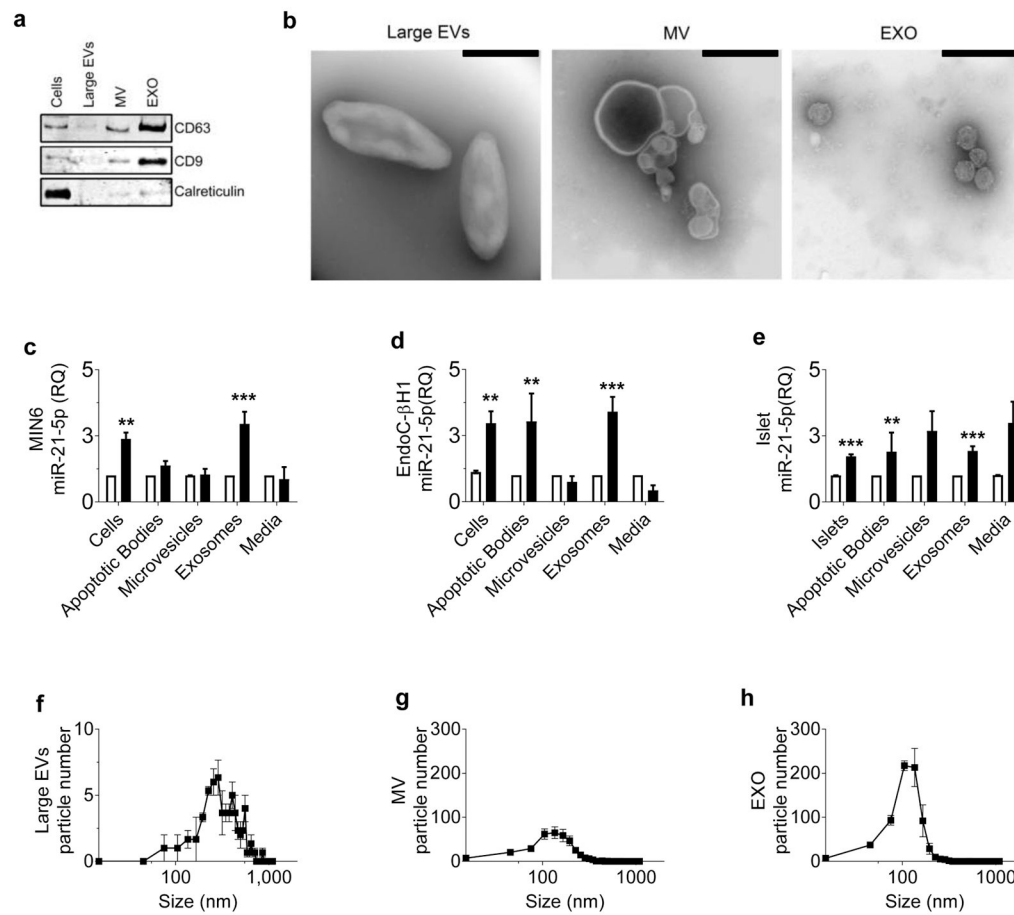 a
Cells
Large EVs
MV
EXO
CD63
CD9
Calreticulin
b
Large EVs
MV
EXO
c
MIN6
miR-21-5p (RQ)
5
3
0
**
***
Cells
Apoptotic Bodies
Microvesicles
Exosomes
Media
d
EndoC-βH1
miR-21-5p(RQ)
5
3
0
**
**
***
Cells
Apoptotic Bodies
Microvesicles
Exosomes
Media
e
Islet
miR-21-5p(RQ)
5
3
0
***
**
***
Islets
Apoptotic Bodies
Microvesicles
Exosomes
Media
f
Large EVs
particle number
10
5
0
100
1,000
Size (nm)
g
MV
particle number
300
200
100
0
100
1000
Size (nm)
h
EXO
particle number
300
200
100
0
100
1000
Size (nm)